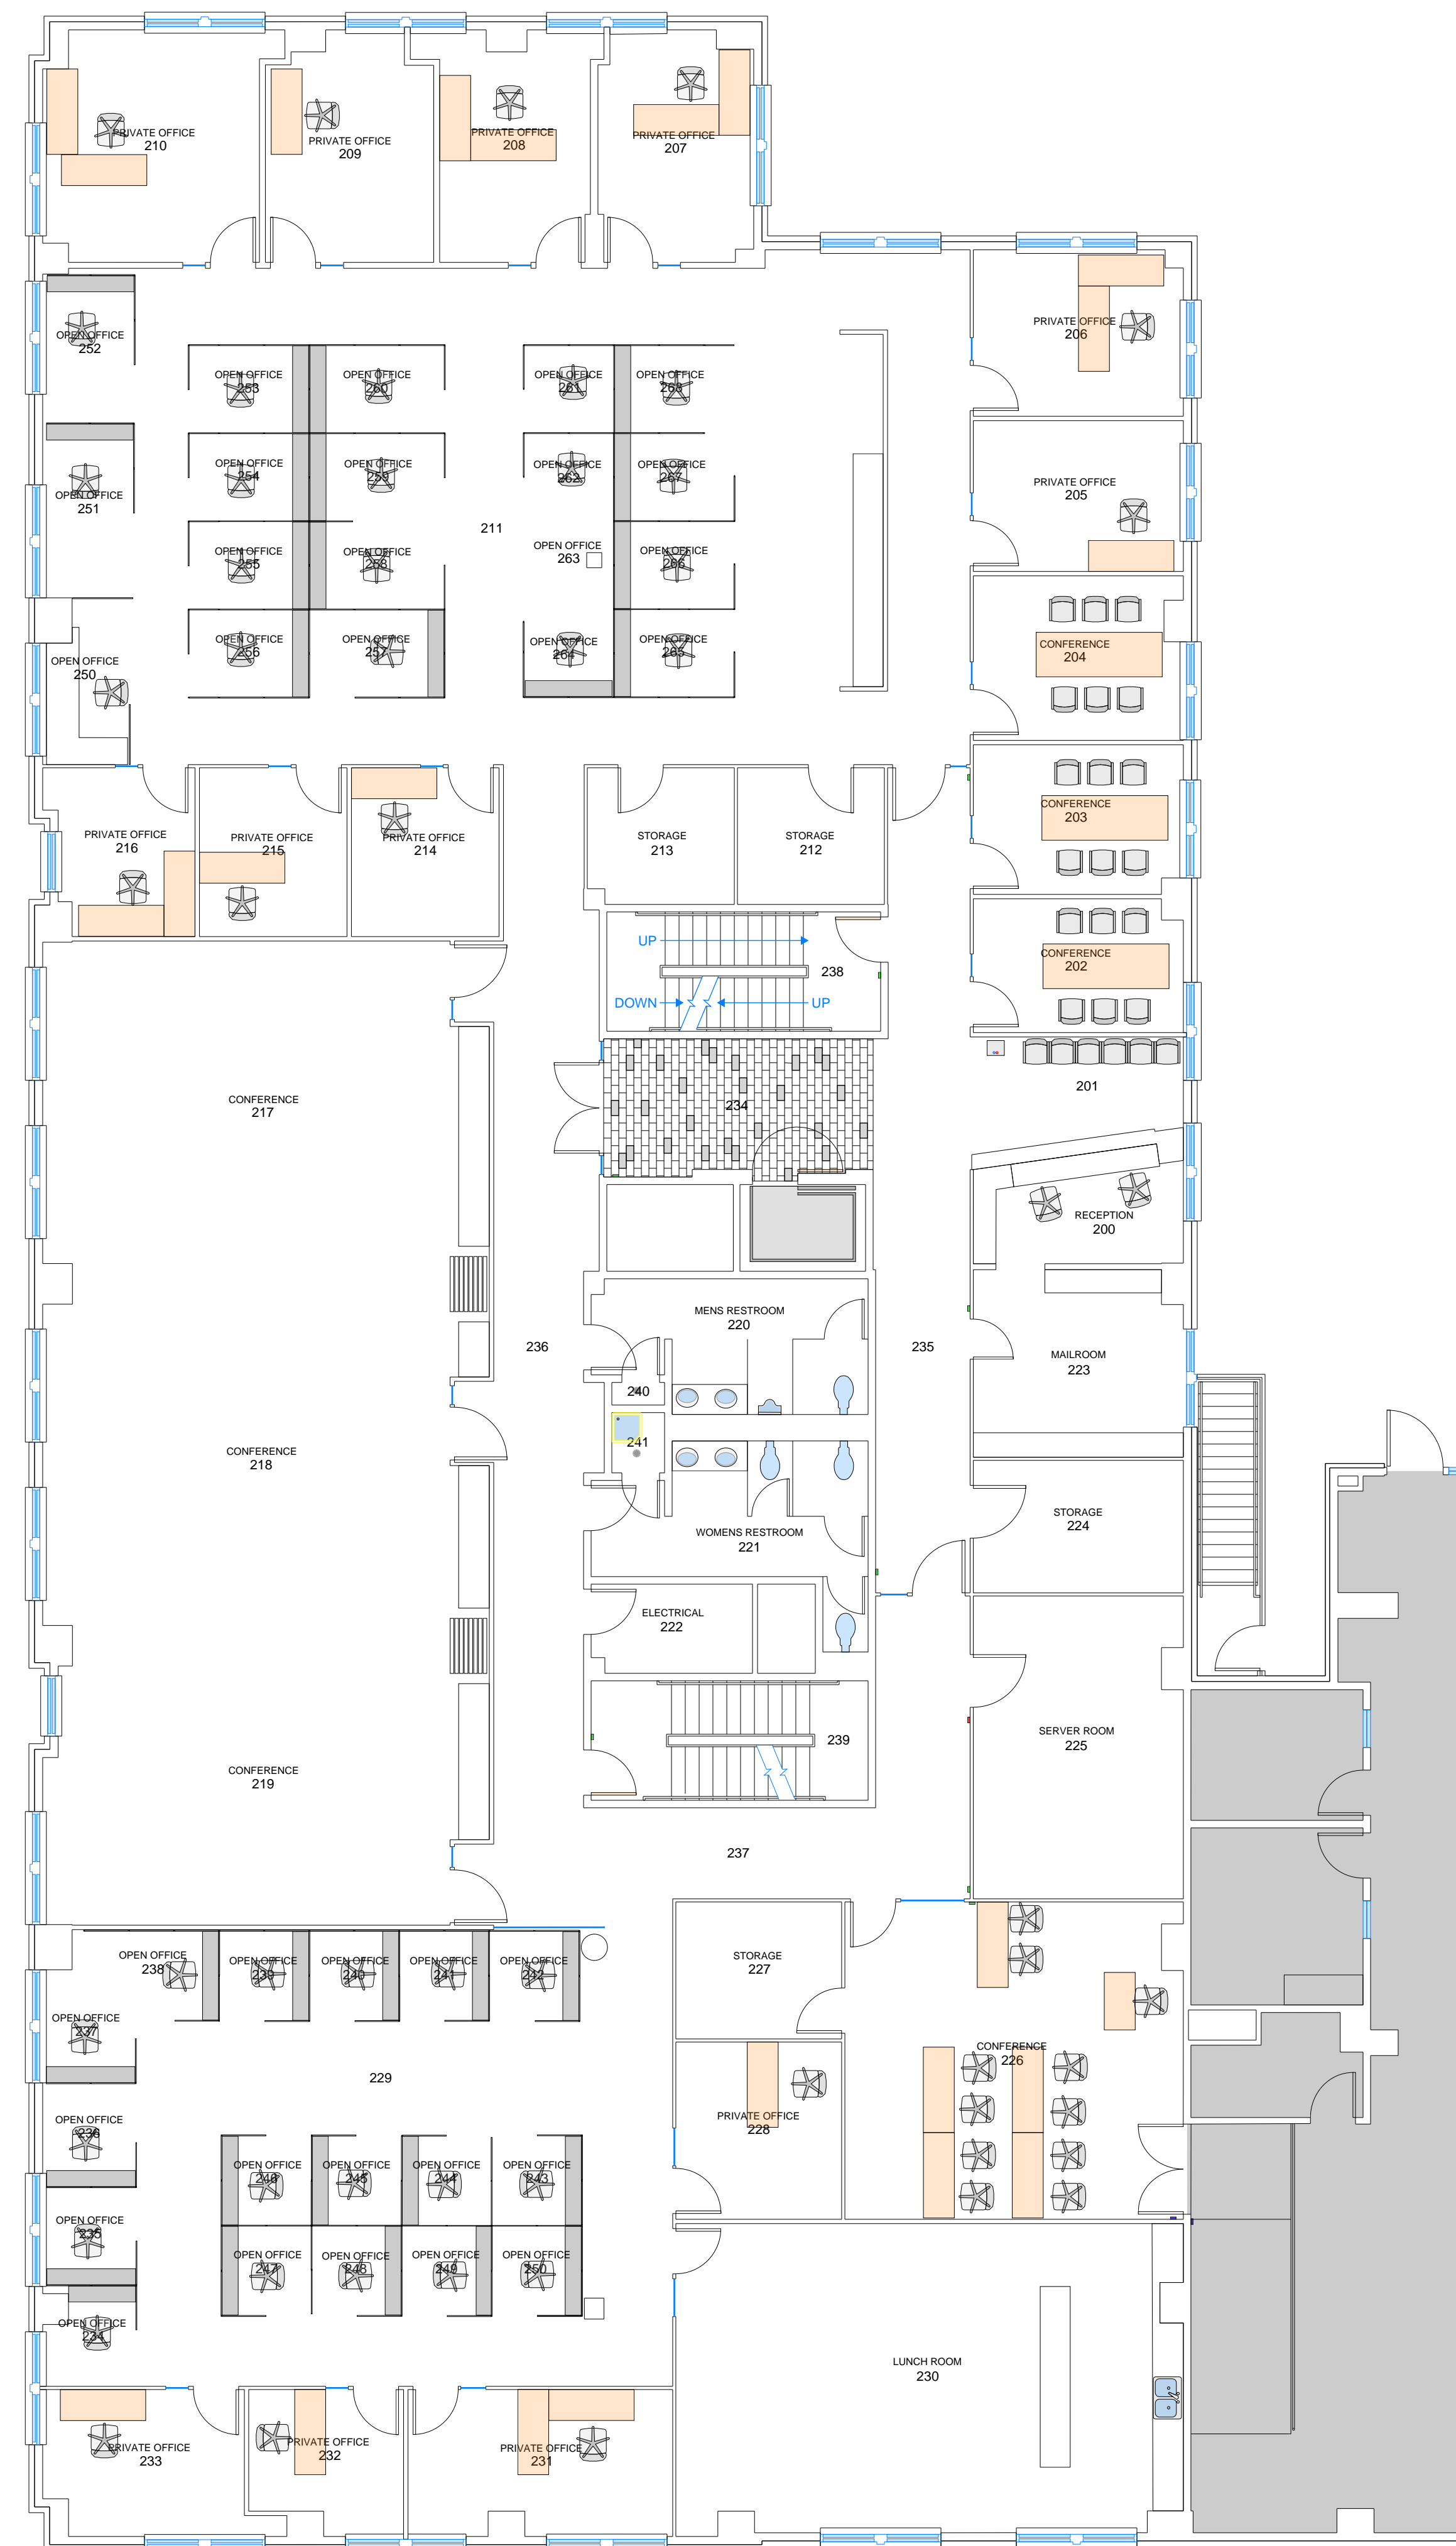 PRIVATE OFFICE
210
PRIVATE OFFICE
209
PRIVATE OFFICE
208
PRIVATE OFFICE
207
OPEN OFFICE
252
PRIVATE OFFICE
206
OPEN OFFICE
253
OPEN OFFICE
260
OPEN OFFICE
261
OPEN OFFICE
268
OPEN OFFICE
251
OPEN OFFICE
254
OPEN OFFICE
259
OPEN OFFICE
262
OPEN OFFICE
267
PRIVATE OFFICE
205
211
OPEN OFFICE
255
OPEN OFFICE
258
OPEN OFFICE
263
OPEN OFFICE
266
OPEN OFFICE
250
OPEN OFFICE
256
OPEN OFFICE
257
OPEN OFFICE
264
OPEN OFFICE
265
CONFERENCE
204
PRIVATE OFFICE
216
PRIVATE OFFICE
215
PRIVATE OFFICE
214
STORAGE
213
STORAGE
212
CONFERENCE
203
UP
238
DOWN
UP
CONFERENCE
202
CONFERENCE
217
234
201
RECEPTION
200
MENS RESTROOM
220
236
235
MAILROOM
223
240
241
CONFERENCE
218
WOMENS RESTROOM
221
STORAGE
224
ELECTRICAL
222
239
SERVER ROOM
225
CONFERENCE
219
237
OPEN OFFICE
238
OPEN OFFICE
239
OPEN OFFICE
240
OPEN OFFICE
241
OPEN OFFICE
242
STORAGE
227
OPEN OFFICE
237
229
CONFERENCE
226
OPEN OFFICE
236
PRIVATE OFFICE
228
OPEN OFFICE
246
OPEN OFFICE
245
OPEN OFFICE
244
OPEN OFFICE
243
OPEN OFFICE
235
OPEN OFFICE
247
OPEN OFFICE
248
OPEN OFFICE
249
OPEN OFFICE
250
OPEN OFFICE
234
LUNCH ROOM
230
PRIVATE OFFICE
233
PRIVATE OFFICE
232
PRIVATE OFFICE
231